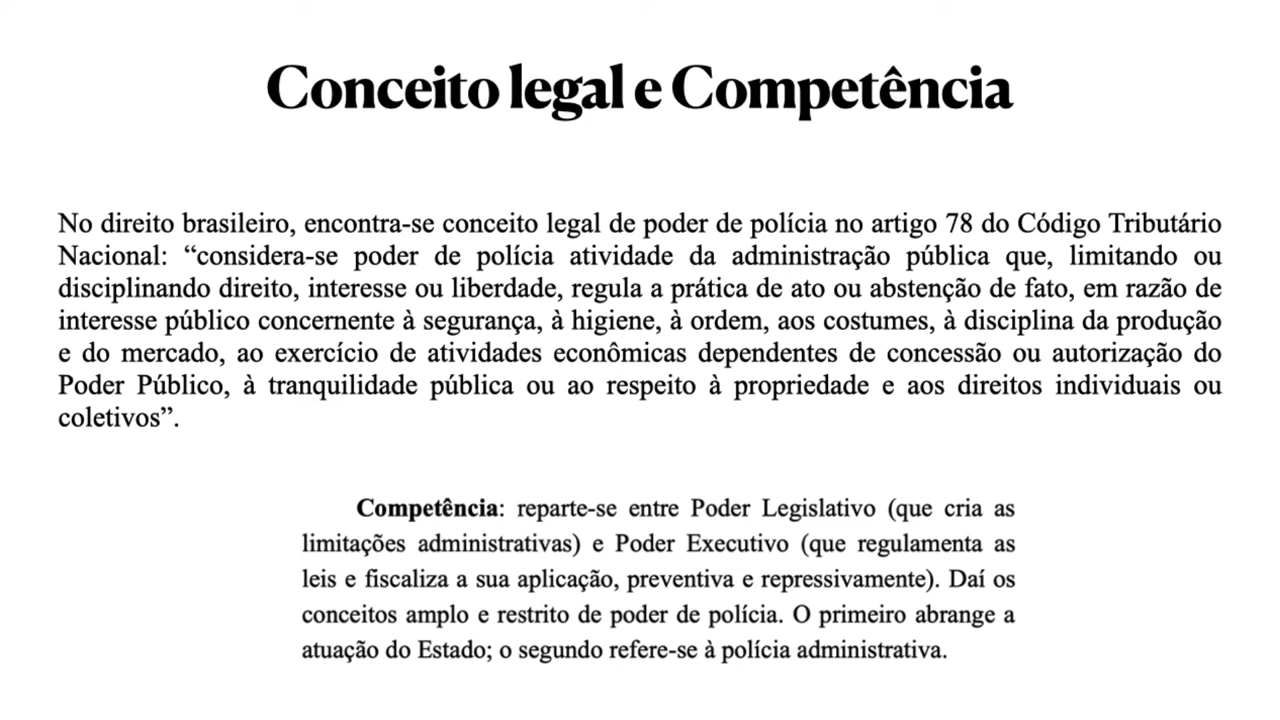 Conceito legal e Competência
No direito brasileiro, encontra-se conceito legal de poder de polícia no artigo 78 do Código Tributário
Nacional: “considera-se poder de polícia atividade da administração pública que, limitando ou
disciplinando direito, interesse ou liberdade, regula a prática de ato ou abstenção de fato, em razão de
interesse público concernente à segurança, à higiene, à ordem, aos costumes, à disciplina da produção
e do mercado, ao exercício de atividades econômicas dependentes de concessão ou autorização do
Poder Público, à tranquilidade pública ou ao respeito à propriedade e aos direitos individuais ou
coletivos”.
Competência: reparte-se entre Poder Legislativo (que cria as
limitações administrativas) e Poder Executivo (que regulamenta as
leis e fiscaliza a sua aplicação, preventiva e repressivamente). Daí os
conceitos amplo e restrito de poder de polícia. O primeiro abrange a
atuação do Estado; o segundo refere-se à polícia administrativa.